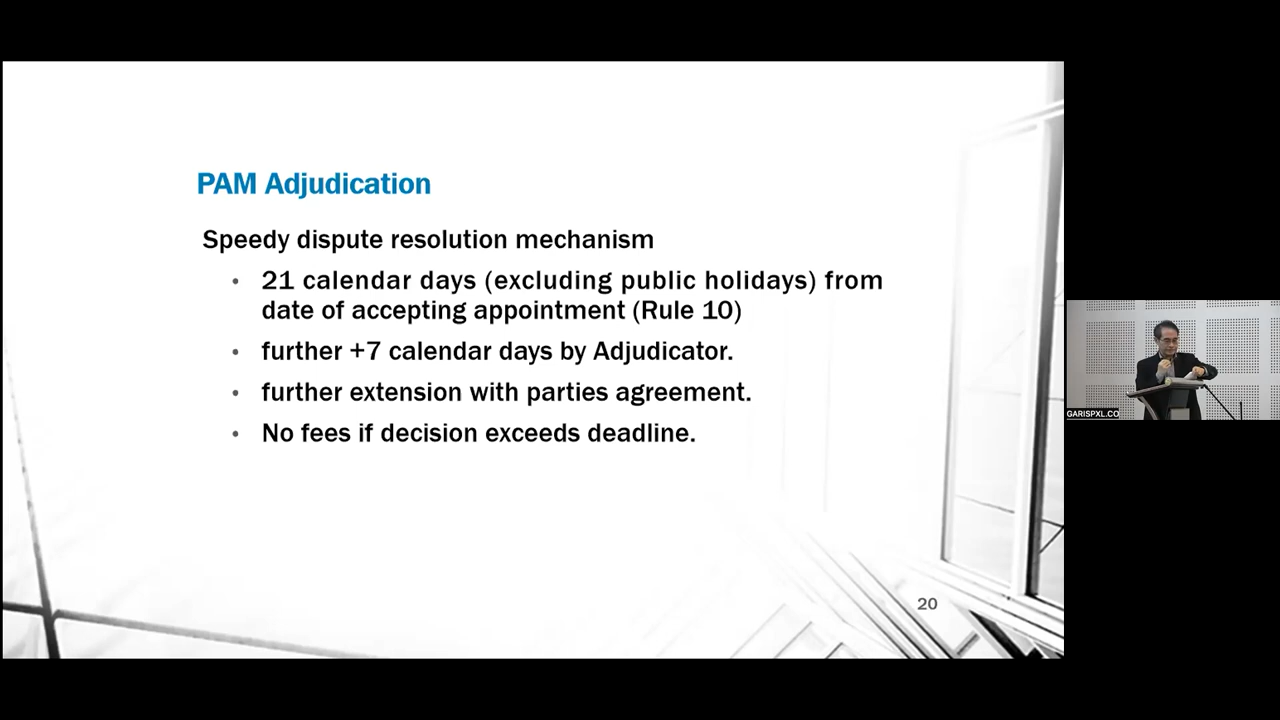 PAM Adjudication
Speedy dispute resolution mechanism
• 21 calendar days (excluding public holidays) from
date of accepting appointment (Rule 10)
• further +7 calendar days by Adjudicator.
• further extension with parties agreement.
• No fees if decision exceeds deadline.
20
GARISPXL.CO